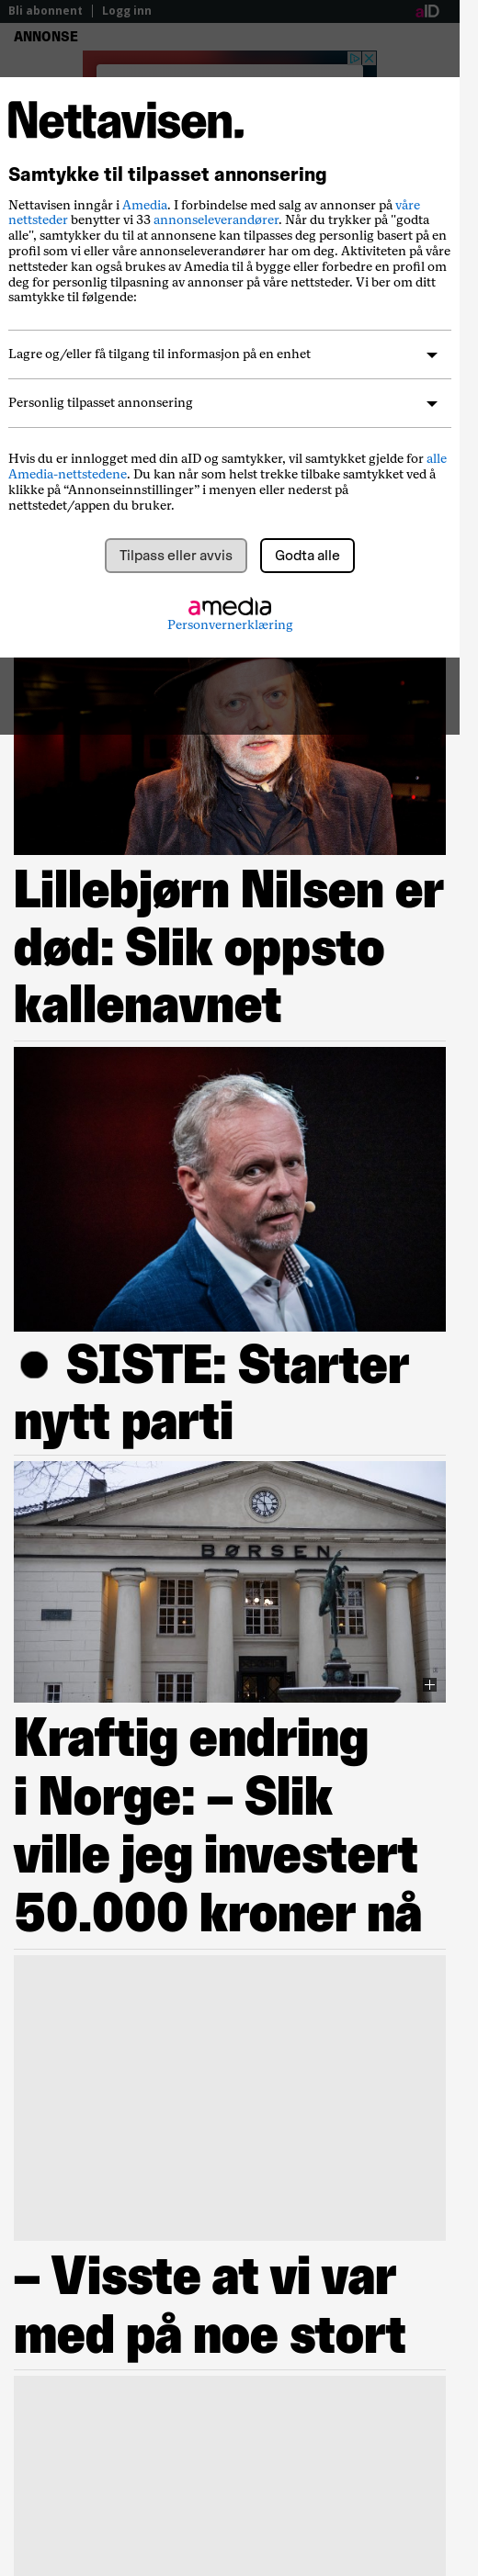 Bli abonnent
Logg inn
aID
ANNONSE
Nettavisen.
Samtykke til tilpasset annonsering
Nettavisen inngår i Amedia. I forbindelse med salg av annonser på våre
nettsteder benytter vi 33 annonseleverandører. Når du trykker på "godta
alle", samtykker du til at annonsene kan tilpasses deg personlig basert på en
profil som vi eller våre annonseleverandører har om deg. Aktiviteten på våre
nettsteder kan også brukes av Amedia til å bygge eller forbedre en profil om
deg for personlig tilpasning av annonser på våre nettsteder. Vi ber om ditt
samtykke til følgende:
Lagre og/eller få tilgang til informasjon på en enhet
Personlig tilpasset annonsering
Hvis du er innlogget med din aID og samtykker, vil samtykket gjelde for alle
Amedia-nettstedene. Du kan når som helst trekke tilbake samtykket ved å
klikke på “Annonseinnstillinger” i menyen eller nederst på
nettstedet/appen du bruker.
Tilpass eller avvis
Godta alle
amedia
Personvernerklæring
Lillebjørn Nilsen er
død: Slik oppsto
kallenavnet
● SISTE: Starter
nytt parti
BØRSEN
Kraftig endring
i Norge: – Slik
ville jeg investert
50.000 kroner nå
– Visste at vi var
med på noe stort